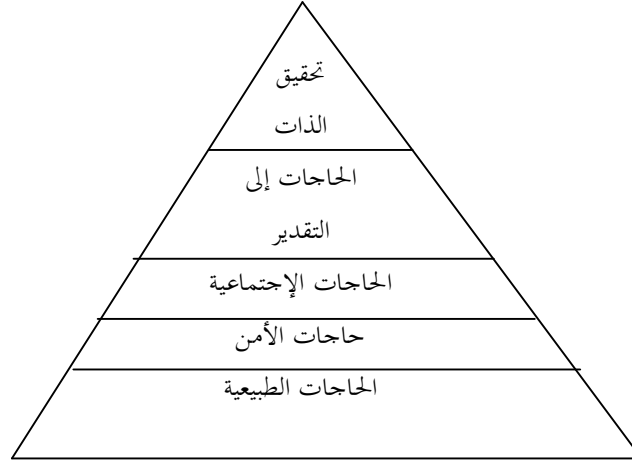 تحقيق
الذات
الحاجات إلى
التقدير
الحاجات الإجتماعية
حاجات الأمن
الحاجات الطبيعية